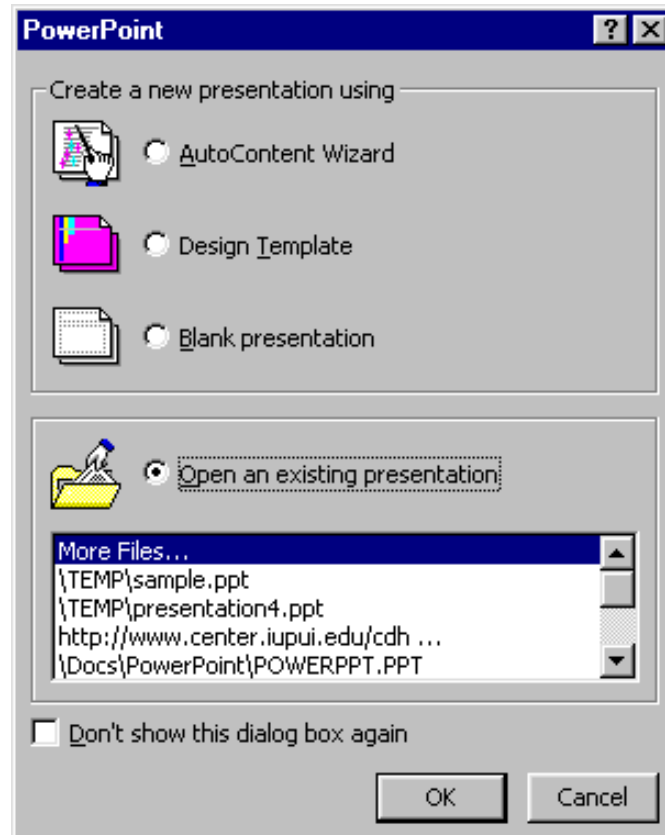 PowerPoint
Create a new presentation using
AutoContent Wizard
Design Template
Blank presentation
Open an existing presentation
More Files...
\TEMP\sample.ppt
\TEMP\presentation4.ppt
http://www.center.iupui.edu/cdh ...
\Docs\PowerPoint\POWERPPT.PPT
Don't show this dialog box again
OK Cancel